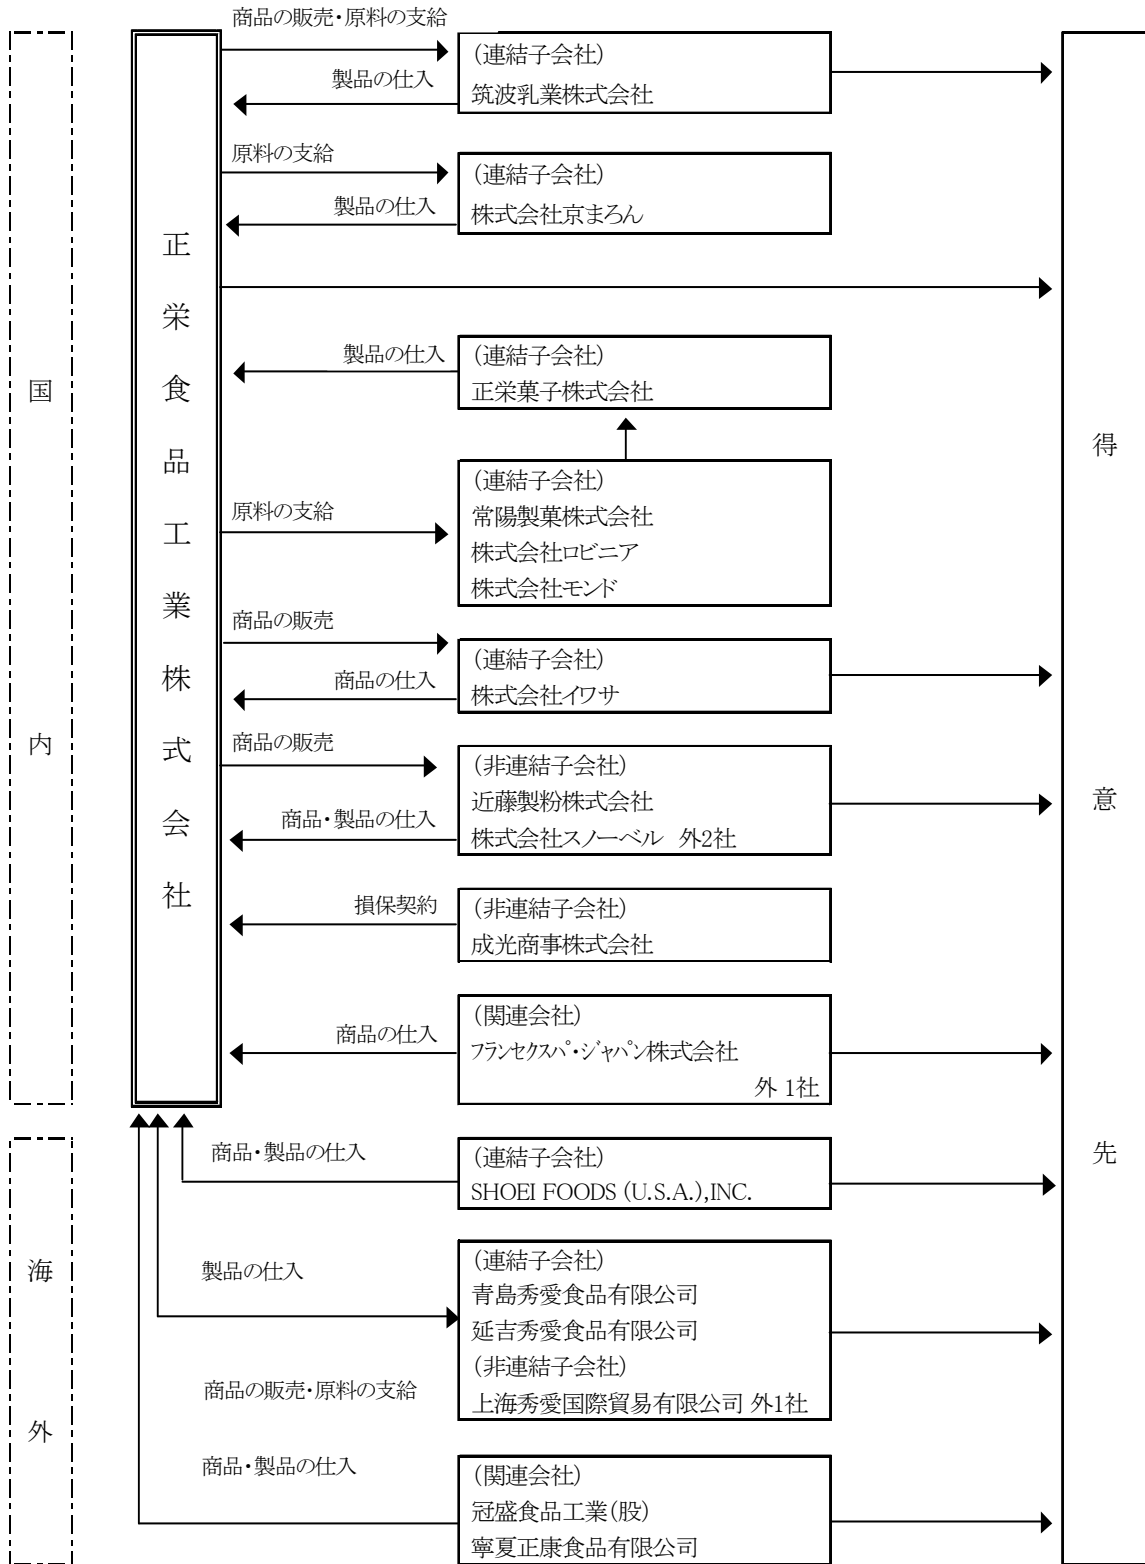 商品の販売・原料の支給
(連結子会社)
製品の仕入
筑波乳業株式会社
原料の支給
(連結子会社)
製品の仕入
株式会社京まろん
正栄食品工業株式会社
国内
得意先
製品の仕入
(連結子会社)
正栄菓子株式会社
原料の支給
(連結子会社)
常陽製菓株式会社
株式会社ロビニア
株式会社モンド
商品の販売
(連結子会社)
商品の仕入
株式会社イワサ
商品の販売
(非連結子会社)
近藤製粉株式会社
商品・製品の仕入
株式会社スノーベル 外2社
損保契約
(非連結子会社)
成光商事株式会社
(関連会社)
商品の仕入
フランセクスパ・ジャパン株式会社
外 1社
海外
商品・製品の仕入
(連結子会社)
SHOEI FOODS (U.S.A.),INC.
製品の仕入
(連結子会社)
青島秀愛食品有限公司
延吉秀愛食品有限公司
(非連結子会社)
商品の販売・原料の支給
上海秀愛国際貿易有限公司 外1社
商品・製品の仕入
(関連会社)
冠盛食品工業(股)
寧夏正康食品有限公司